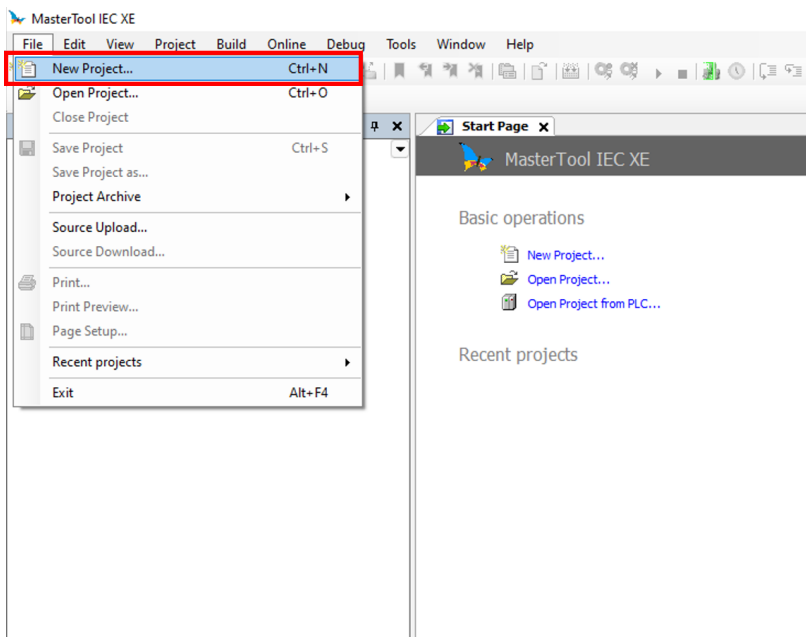 MasterTool IEC XE
File Edit View Project Build Online Debug Tools Window Help
New Project... Ctrl+N
Open Project... Ctrl+O
Close Project
Save Project Ctrl+S
Save Project as...
Project Archive
Source Upload...
Source Download...
Print...
Print Preview...
Page Setup...
Recent projects
Exit Alt+F4
Start Page
MasterTool IEC XE
Basic operations
New Project...
Open Project...
Open Project from PLC...
Recent projects